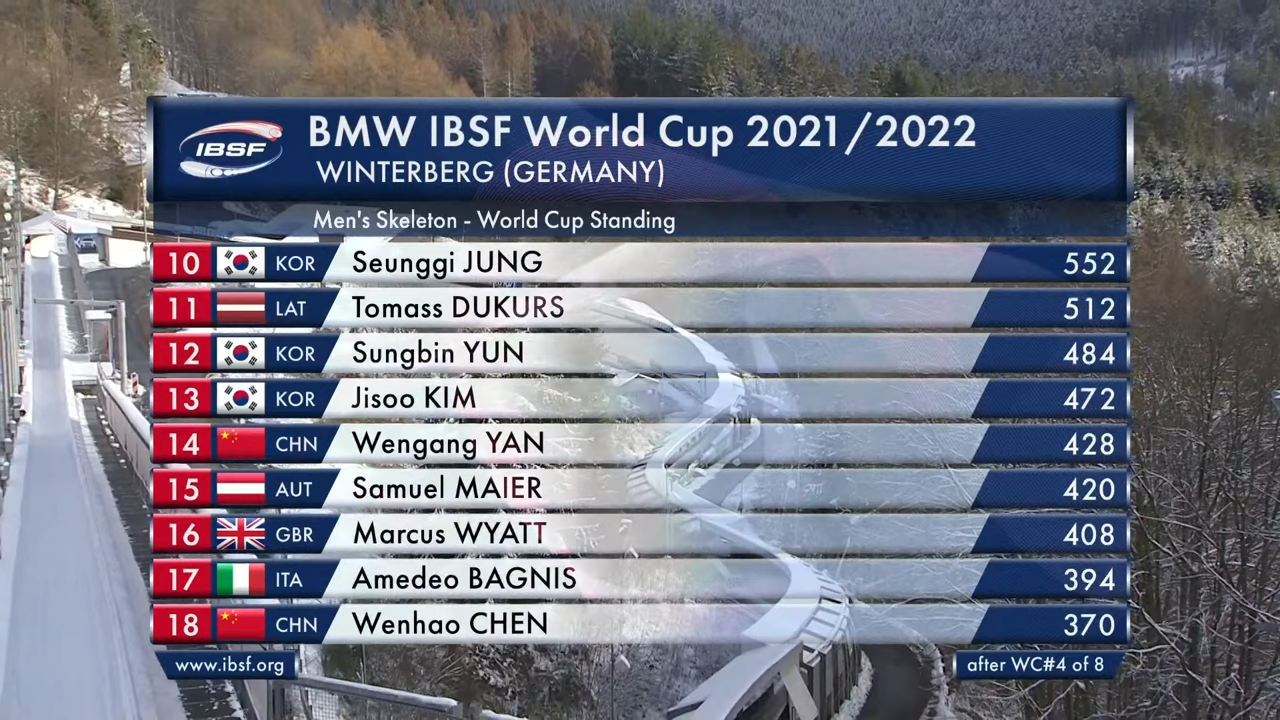 IBSF
BMW IBSF World Cup 2021/2022
WINTERBERG (GERMANY)
Men's Skeleton - World Cup Standing
10 KOR Seunggi JUNG 552
11 LAT Tomass DUKURS 512
12 KOR Sungbin YUN 484
13 KOR Jisoo KIM 472
14 CHN Wengang YAN 428
15 AUT Samuel MAIER 420
16 GBR Marcus WYATT 408
17 ITA Amedeo BAGNIS 394
18 CHN Wenhao CHEN 370
www.ibsf.org
after WC#4 of 8